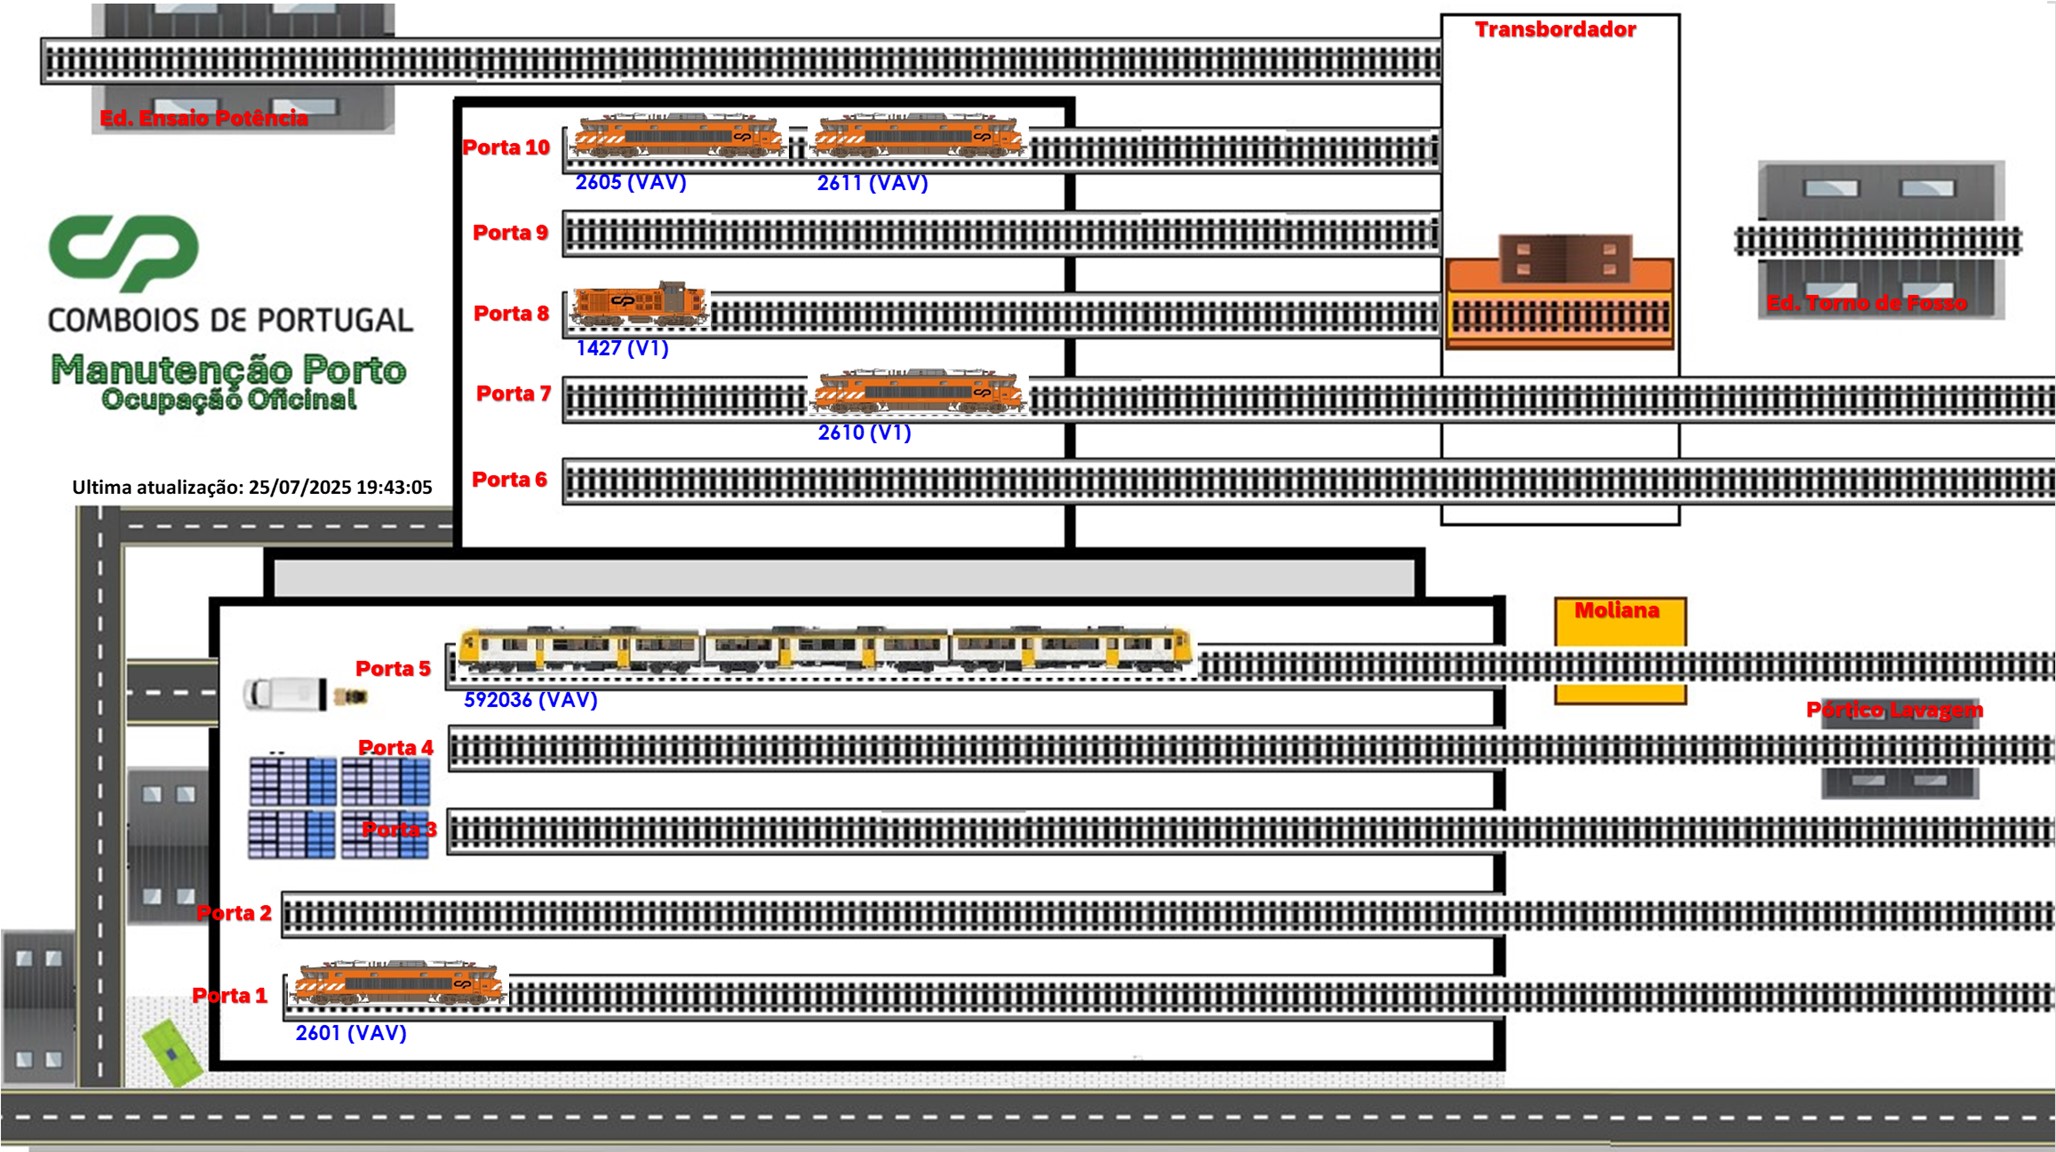 Transbordador
Ed. Ensaio Potência
Porta 10
2605 (VAV)
2611 (VAV)
Porta 9
CP
COMBOIOS DE PORTUGAL
Manutenção Porto
Ocupação Oficinal
Porta 8
1427 (V1)
Ed. Torno de Fosso
Porta 7
2610 (V1)
Porta 6
Ultima atualização: 25/07/2025 19:43:05
Moliana
Porta 5
592036 (VAV)
Pórtico Lavagem
Porta 4
Porta 3
Porta 2
Porta 1
2601 (VAV)